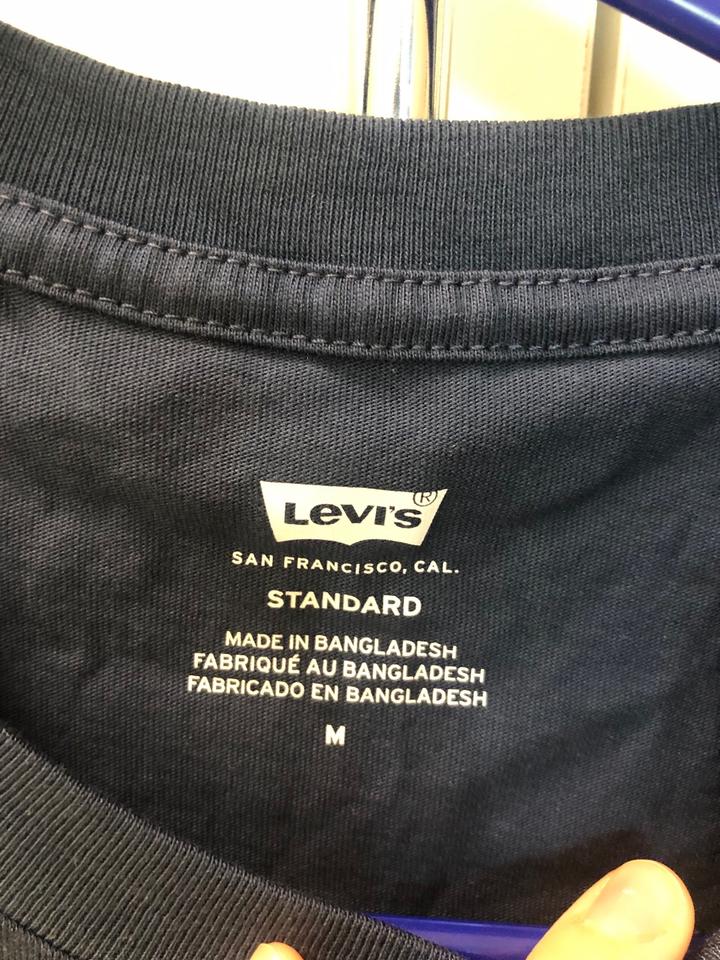 Levi's®
SAN FRANCISCO, CAL.
STANDARD
MADE IN BANGLADESH
FABRIQUÉ AU BANGLADESH
FABRICADO EN BANGLADESH
M